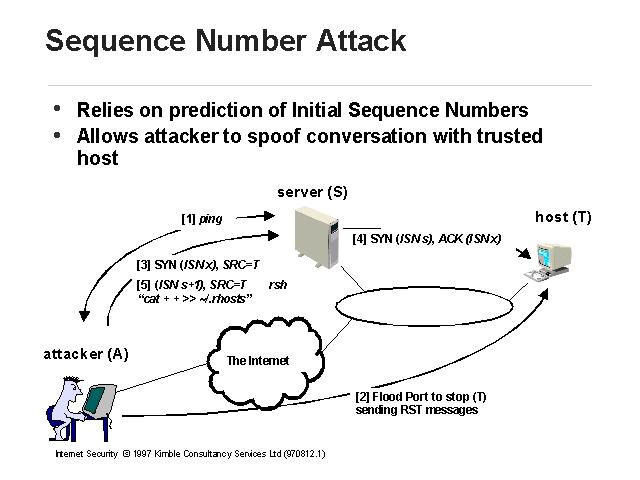 Sequence Number Attack
• Relies on prediction of Initial Sequence Numbers
• Allows attacker to spoof conversation with trusted
host
server (S)
[1] ping
host (T)
[4] SYN (ISNs), ACK (ISNx)
[3] SYN (ISNx), SRC=T
[5] (ISNs+1), SRC=T rsh
“cat + + >> ~/.rhosts”
attacker (A)
The Internet
[2] Flood Port to stop (T)
sending RST messages
Internet Security © 1997 Kimble Consultancy Services Ltd (970812.1)